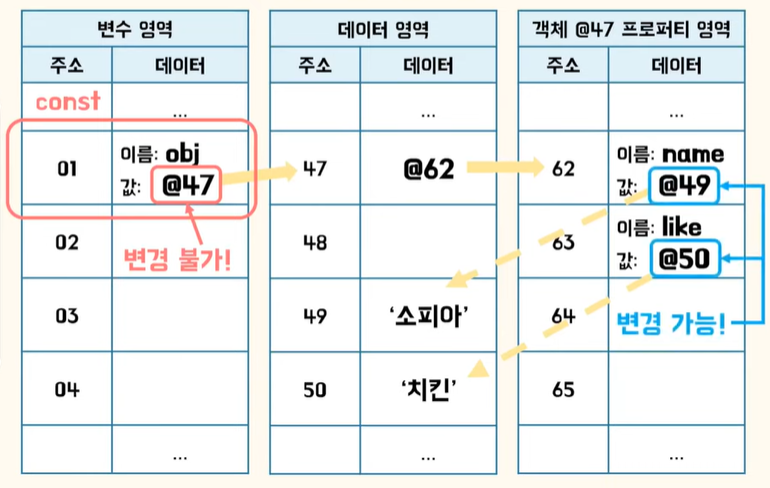 변수 영역
주소 데이터
const
...
01 이름: obj
값: @47
02
변경 불가!
03
04
...
데이터 영역
주소 데이터
...
47 @62
48
49 '소피아'
50 '치킨'
...
객체 @47 프로퍼티 영역
주소 데이터
...
62 이름: name
값: @49
63 이름: like
값: @50
64 변경 가능!
65
...